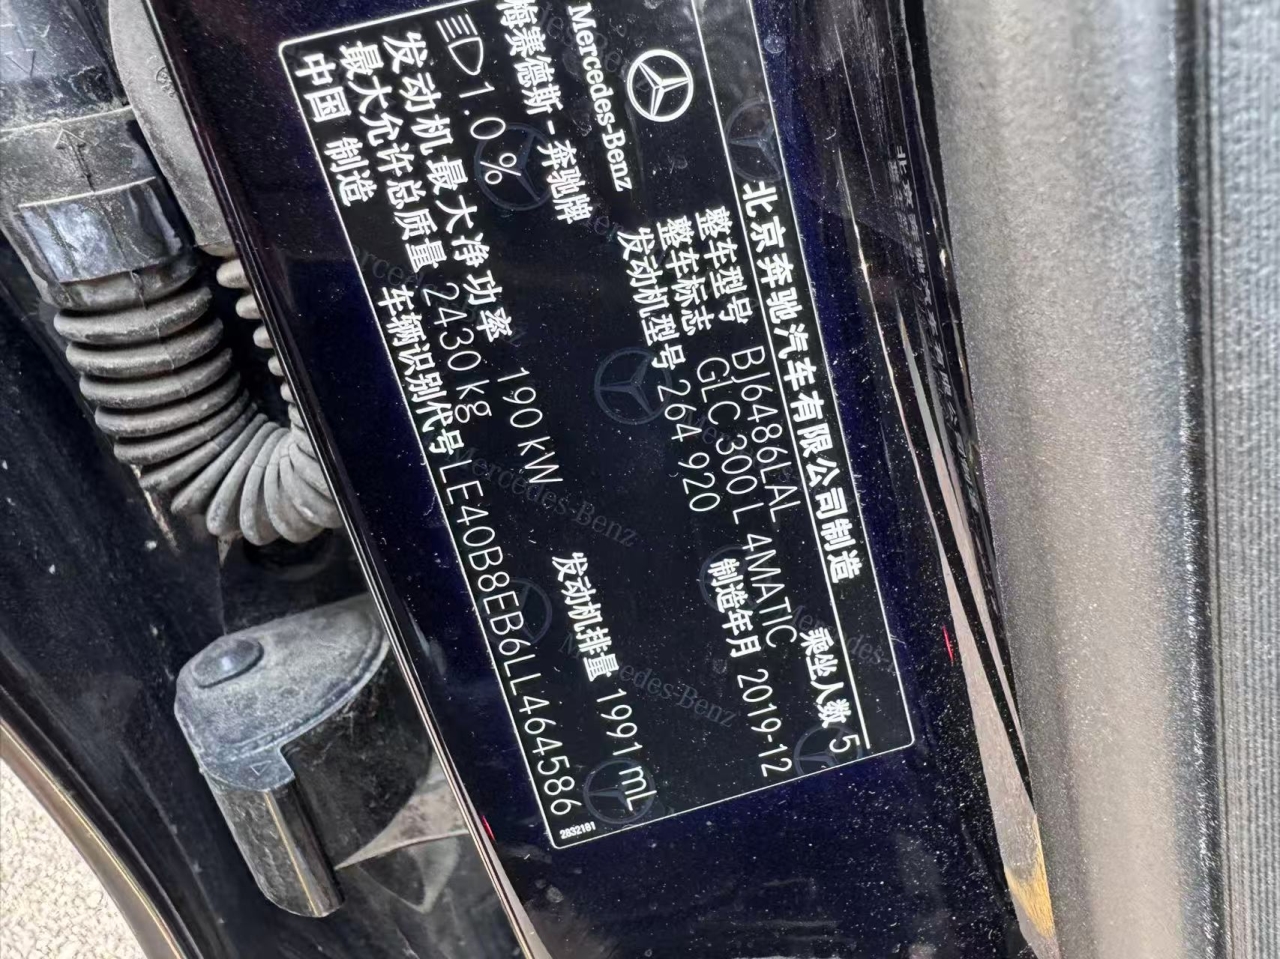 北京奔驰汽车有限公司制造
整车型号 BJ6486LAL 乘坐人数 5
整车标志 GLC 300 L 4MATIC
发动机型号 264 920 制造年月 2019-12
Mercedes-Benz
梅赛德斯-奔驰牌 发动机排量 1991 mL
1.0 %
发动机最大净功率 190 kW
最大允许总质量 2430 kg
中国 制造 车辆识别代号 LE40B8EB6LL464586
2832101